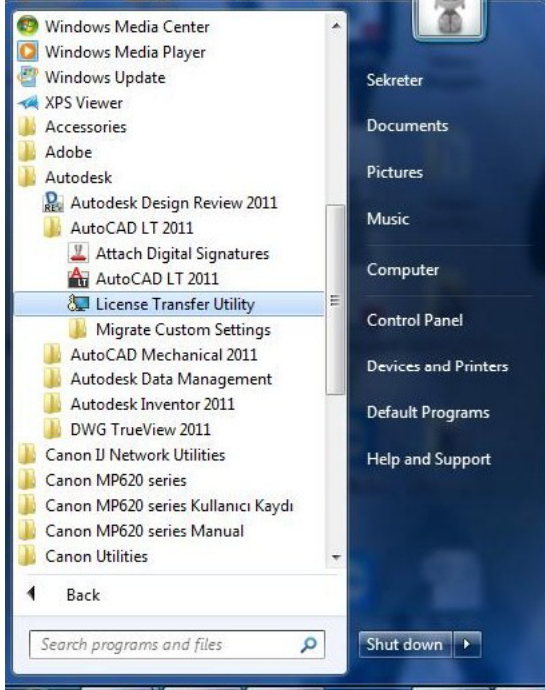 Windows Media Center
Windows Media Player
Windows Update
XPS Viewer
Accessories
Adobe
Autodesk
Autodesk Design Review 2011
AutoCAD LT 2011
Attach Digital Signatures
AutoCAD LT 2011
License Transfer Utility
Migrate Custom Settings
AutoCAD Mechanical 2011
Autodesk Data Management
Autodesk Inventor 2011
DWG TrueView 2011
Canon IJ Network Utilities
Canon MP620 series
Canon MP620 series Kullanıcı Kaydı
Canon MP620 series Manual
Canon Utilities
Back
Search programs and files
Sekreter
Documents
Pictures
Music
Computer
Control Panel
Devices and Printers
Default Programs
Help and Support
Shut down